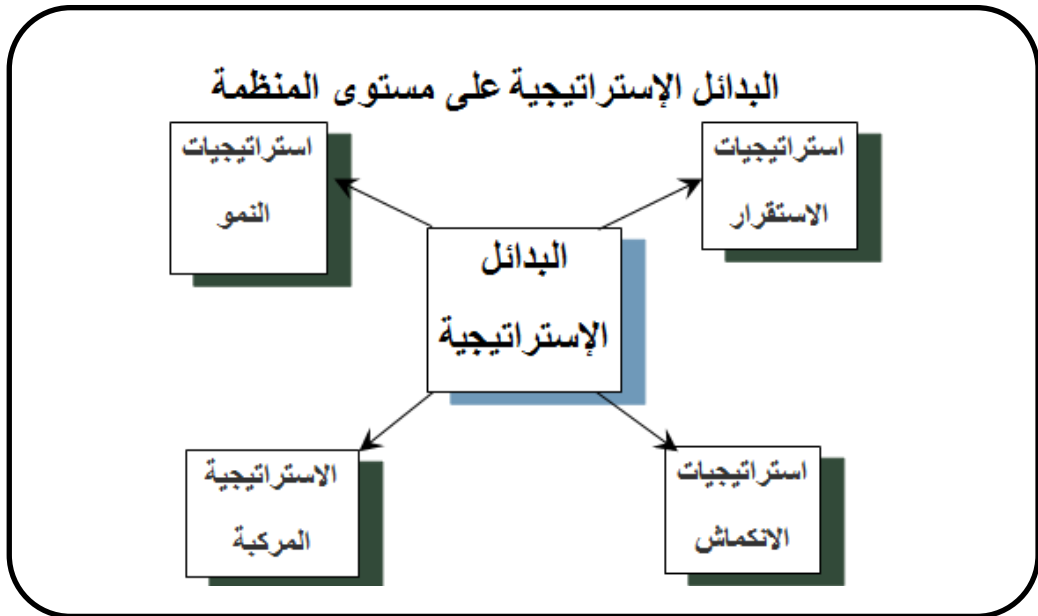 البدائل الإستراتيجية على مستوى المنظمة
استراتيجيات
الاستقرار
استراتيجيات
النمو
البدائل
الإستراتيجية
استراتيجيات
الانكماش
الاستراتيجية
المركبة